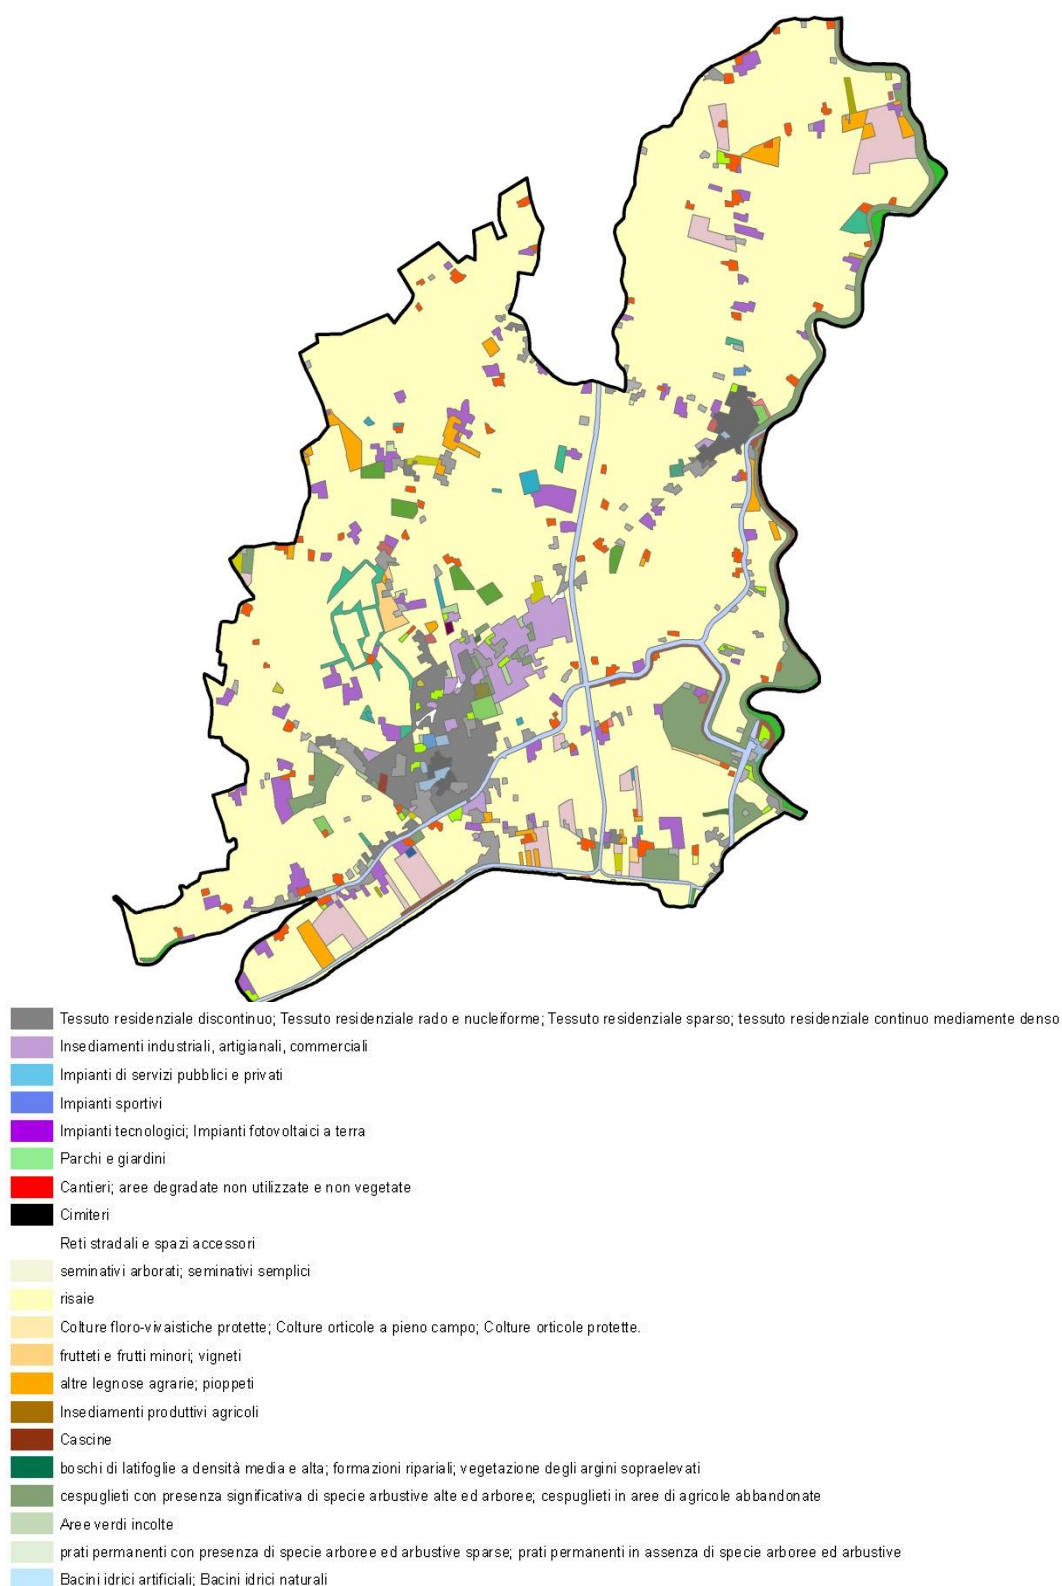 Tessuto residenziale discontinuo; Tessuto residenziale rado e nucleiforme; Tessuto residenziale sparso; tessuto residenziale continuo mediamente denso
Insediamenti industriali, artigianali, commerciali
Impianti di servizi pubblici e privati
Impianti sportivi
Impianti tecnologici; Impianti fotovoltaici a terra
Parchi e giardini
Cantieri; aree degradate non utilizzate e non vegetate
Cimiteri
Reti stradali e spazi accessori
seminativi arborati; seminativi semplici
risaie
Colture floro-vivaistiche protette; Colture orticole a pieno campo; Colture orticole protette.
frutteti e frutti minori; vigneti
altre legnose agrarie; pioppeti
Insediamenti produttivi agricoli
Cascine
boschi di latifoglie a densità media e alta; formazioni ripariali; vegetazione degli argini sopraelevati
cespuglieti con presenza significativa di specie arbustive alte ed arboree; cespuglieti in aree di agricole abbandonate
Aree verdi incolte
prati permanenti con presenza di specie arboree ed arbustive sparse; prati permanenti in assenza di specie arboree ed arbustive
Bacini idrici artificiali; Bacini idrici naturali